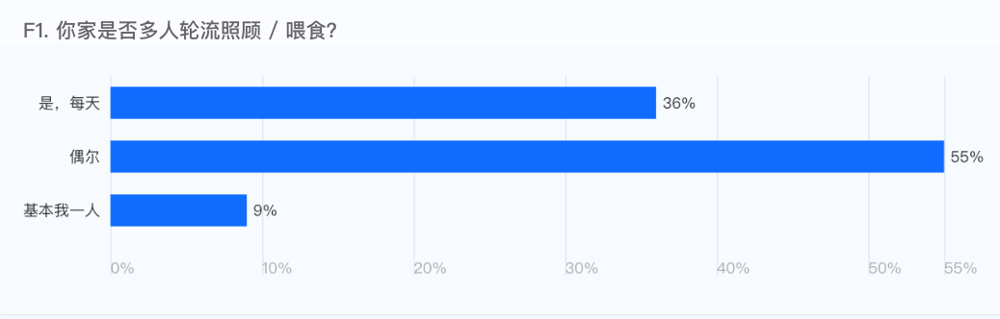 F1. 你家是否多人轮流照顾 / 喂食？
是，每天
36%
偶尔
55%
基本我一人
9%
0%
10%
20%
30%
40%
50%
55%